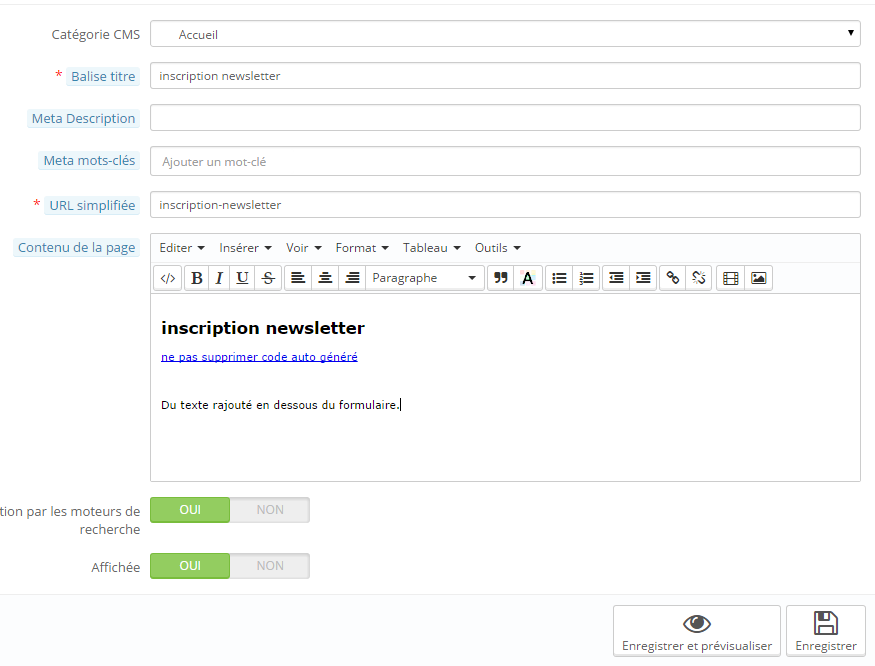 Catégorie CMS Accueil
* Balise titre inscription newsletter
Meta Description
Meta mots-clés Ajouter un mot-clé
* URL simplifiée inscription-newsletter
Contenu de la page Editer Insérer Voir Format Tableau Outils
</> B I U S Paragraphe A
inscription newsletter
ne pas supprimer code auto généré
Du texte rajouté en dessous du formulaire.
tion par les moteurs de
recherche
OUI NON
Affichée OUI NON
Enregistrer et prévisualiser Enregistrer